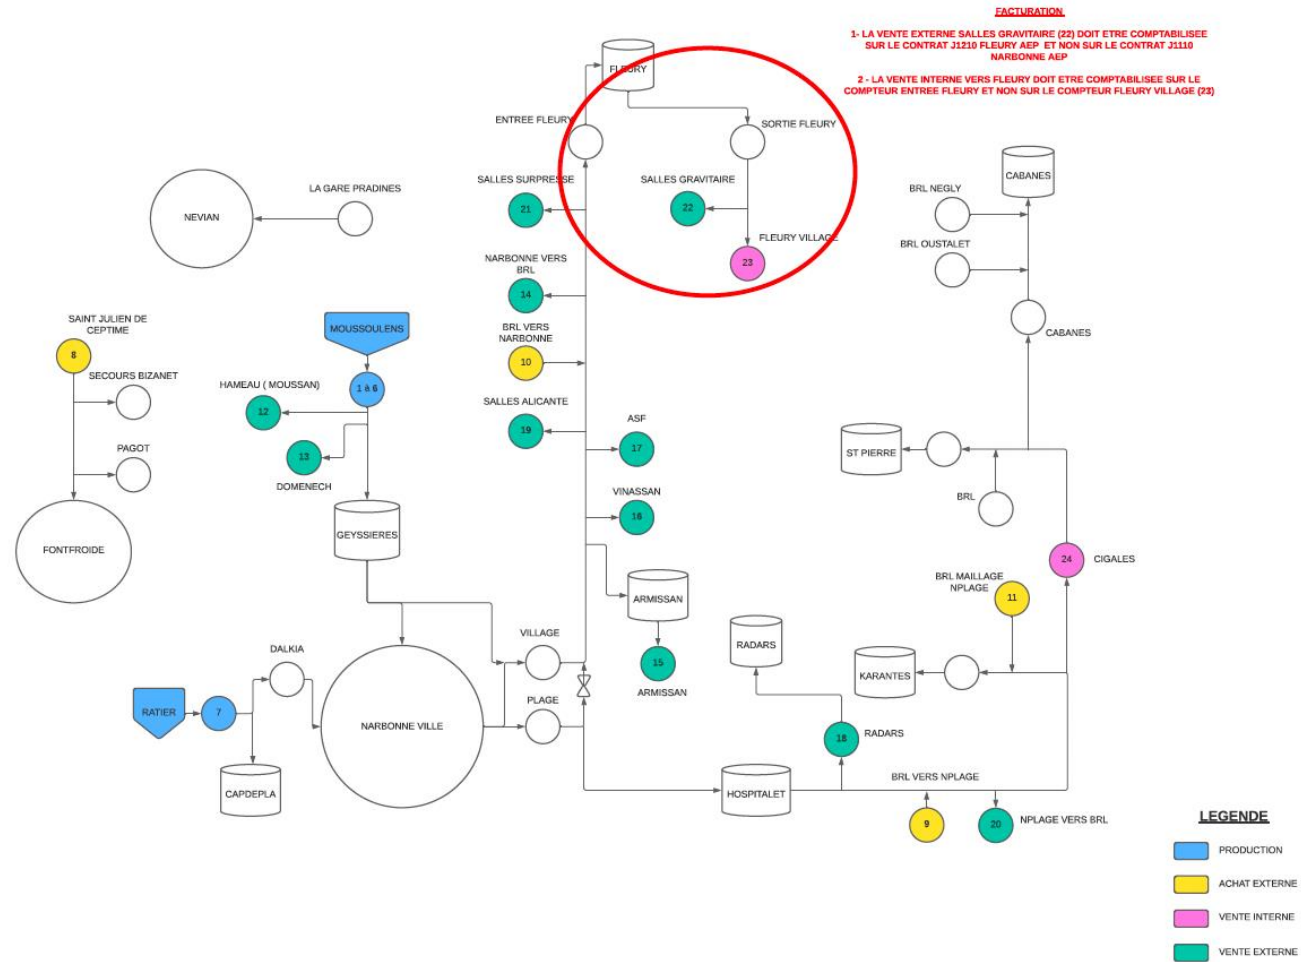 FACTURATION
1- LA VENTE EXTERNE SALLES GRAVITAIRE (22) DOIT ETRE COMPTABILISEE
SUR LE CONTRAT J1210 FLEURY AEP ET NON SUR LE CONTRAT J1110
NARBONNE AEP
2 - LA VENTE INTERNE VERS FLEURY DOIT ETRE COMPTABILISEE SUR LE
COMPTEUR ENTREE FLEURY ET NON SUR LE COMPTEUR FLEURY VILLAGE (23)
FLEURY
ENTREE FLEURY
SORTIE FLEURY
SALLES SURPRESSE
21
SALLES GRAVITAIRE
22
FLEURY VILLAGE
23
NARBONNE VERS
BRL
14
BRL VERS
NARBONNE
10
SALLES ALICANTE
19
ASF
17
VINASSAN
16
ARMISSAN
15
ARMISSAN
LA GARE PRADINES
NEVIAN
SAINT JULIEN DE
CEPTIME
8
SECOURS BIZANET
PAGOT
FONTFROIDE
MOUSSOULENS
1 à 6
HAMEAU ( MOUSSAN)
12
13
DOMENECH
GEYSSIERES
DALKIA
RATIER
7
CAPDEPLA
NARBONNE VILLE
VILLAGE
PLAGE
HOSPITALET
RADARS
18
RADARS
BRL VERS NPLAGE
9
20
NPLAGE VERS BRL
KARANTES
BRL MAILLAGE
NPLAGE
11
24
CIGALES
BRL
ST PIERRE
CABANES
BRL OUSTALET
BRL NEGLY
CABANES
LEGENDE
PRODUCTION
ACHAT EXTERNE
VENTE INTERNE
VENTE EXTERNE